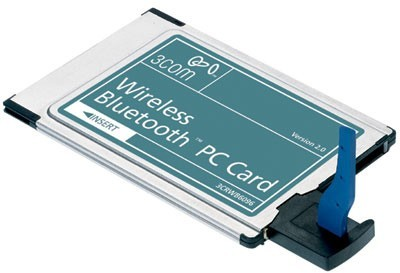 3com
Wireless
Bluetooth™ PC Card
Version 2.0
INSERT
3CRWB6096